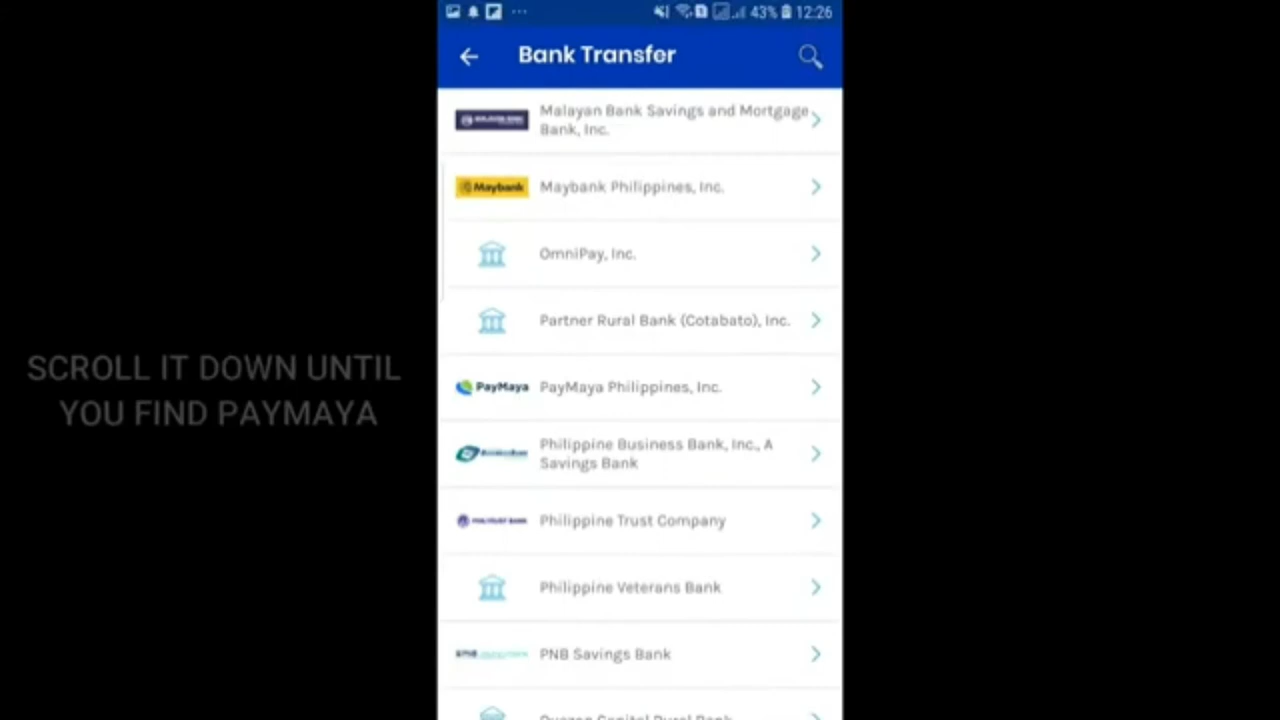 43% 12:26
Bank Transfer
Malayan Bank Savings and Mortgage
Bank, Inc.
Maybank Maybank Philippines, Inc.
OmniPay, Inc.
Partner Rural Bank (Cotabato), Inc.
SCROLL IT DOWN UNTIL
YOU FIND PAYMAYA
PayMaya PayMaya Philippines, Inc.
Philippine Business Bank, Inc., A
Savings Bank
Philippine Trust Company
Philippine Veterans Bank
PNB Savings Bank